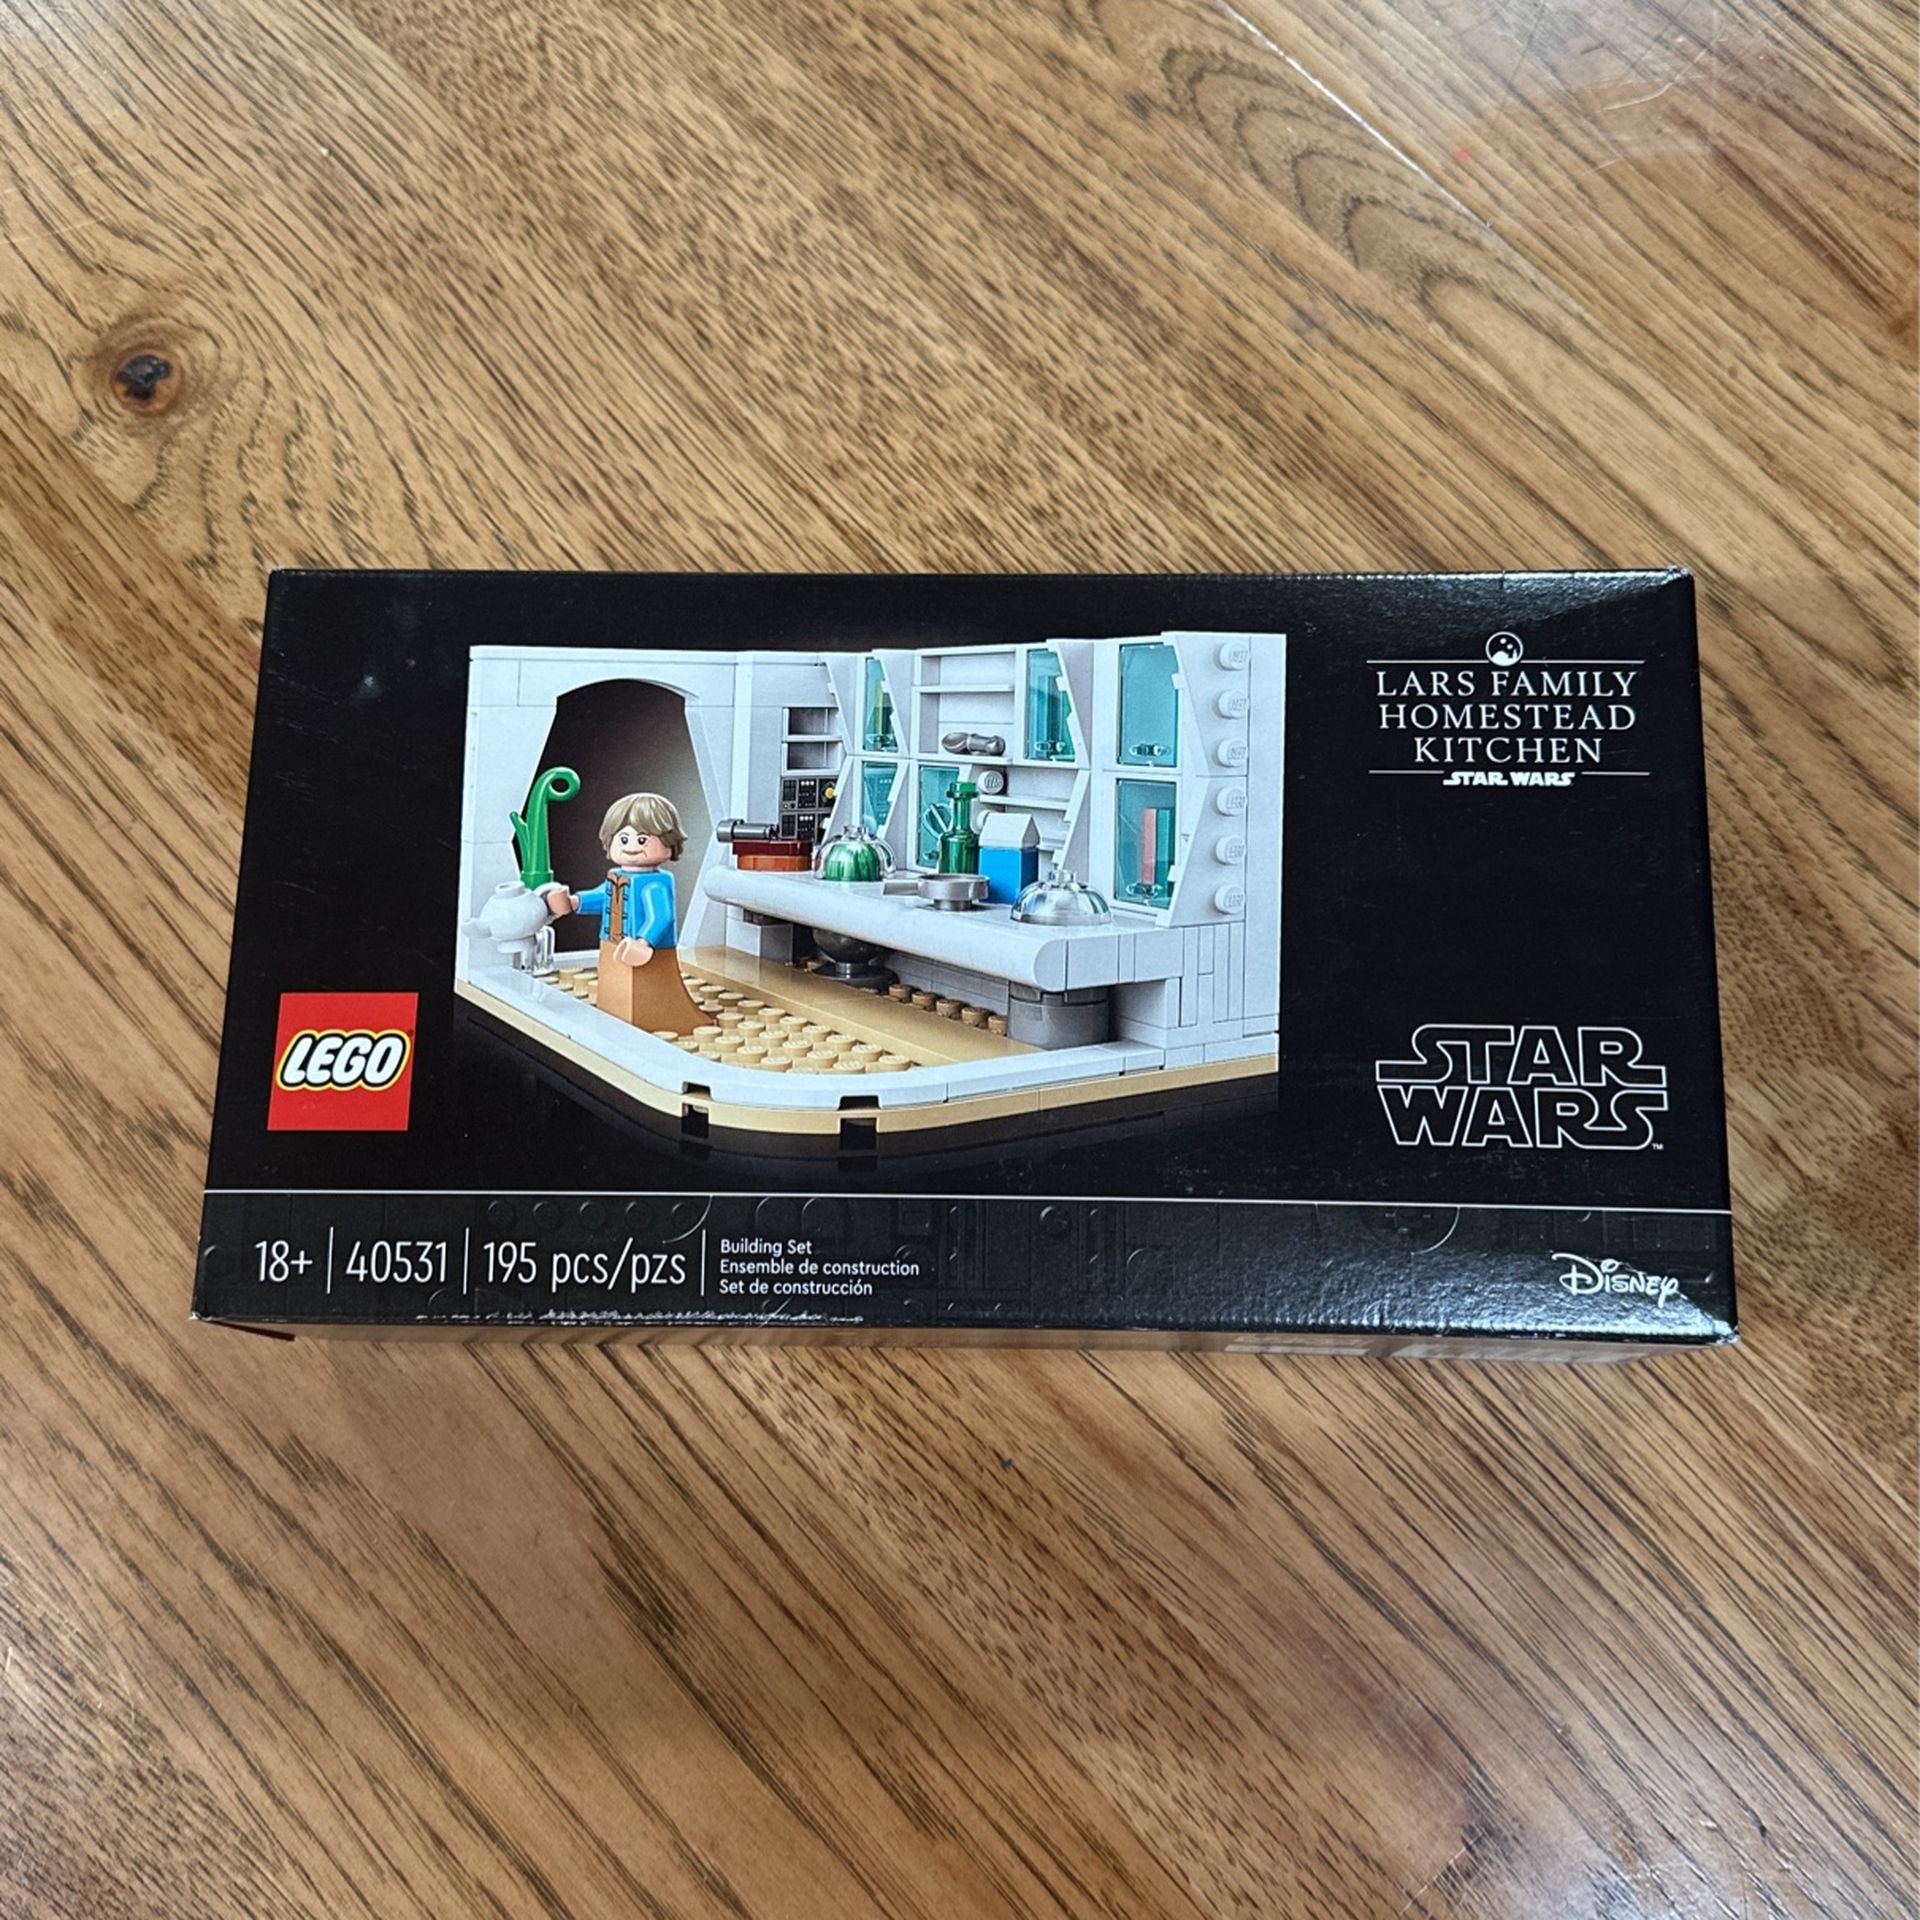 LARS FAMILY
HOMESTEAD
KITCHEN
STAR WARS
LEGO
STAR
WARS™
18+ | 40531 | 195 pcs/pzs
Building Set
Ensemble de construction
Set de construcción
Disney